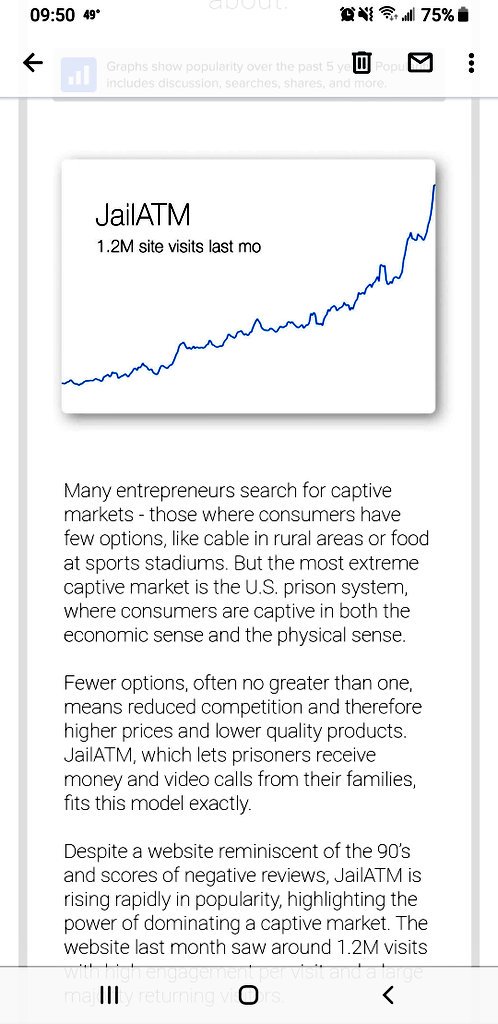 about:
09:50 49°
75%
Graphs show popularity over the past 5 ye Popu
includes discussion, searches, shares, and more.
JailATM
1.2M site visits last mo
Many entrepreneurs search for captive
markets - those where consumers have
few options, like cable in rural areas or food
at sports stadiums. But the most extreme
captive market is the U.S. prison system,
where consumers are captive in both the
economic sense and the physical sense.
Fewer options, often no greater than one,
means reduced competition and therefore
higher prices and lower quality products.
JailATM, which lets prisoners receive
money and video calls from their families,
fits this model exactly.
Despite a website reminiscent of the 90's
and scores of negative reviews, JailATM is
rising rapidly in popularity, highlighting the
power of dominating a captive market. The
website last month saw around 1.2M visits
with high engagement per visit and a large
majority returning visitors.